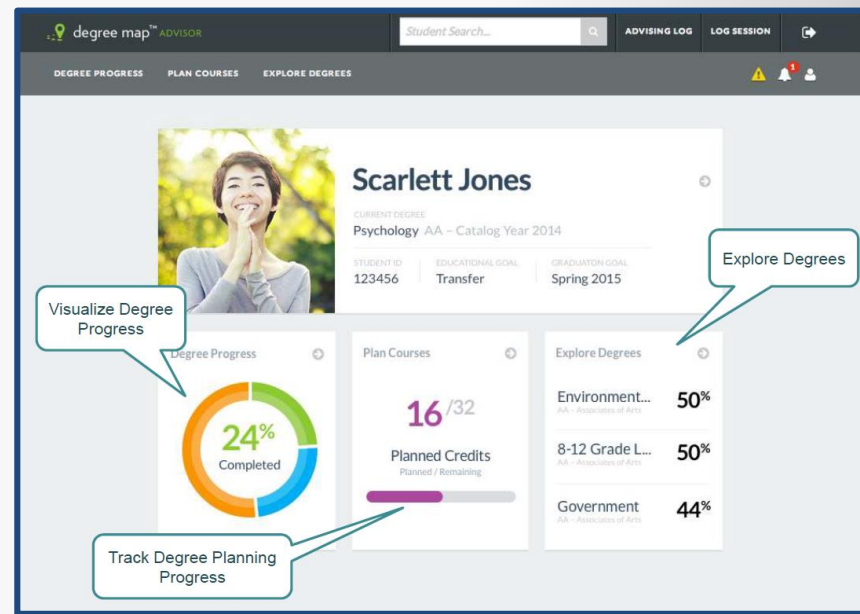 degree map™ ADVISOR
Student Search...
ADVISING LOG
LOG SESSION
DEGREE PROGRESS
PLAN COURSES
EXPLORE DEGREES
1
Scarlett Jones
CURRENT DEGREE
Psychology AA – Catalog Year 2014
STUDENT ID
EDUCATIONAL GOAL
GRADUATON GOAL
123456
Transfer
Spring 2015
Explore Degrees
Visualize Degree
Progress
Degree Progress
24%
Completed
Plan Courses
16/32
Planned Credits
Planned / Remaining
Explore Degrees
Environment... 50%
AA – Associates of Arts
8-12 Grade L... 50%
AA – Associates of Arts
Government 44%
AA – Associates of Arts
Track Degree Planning
Progress